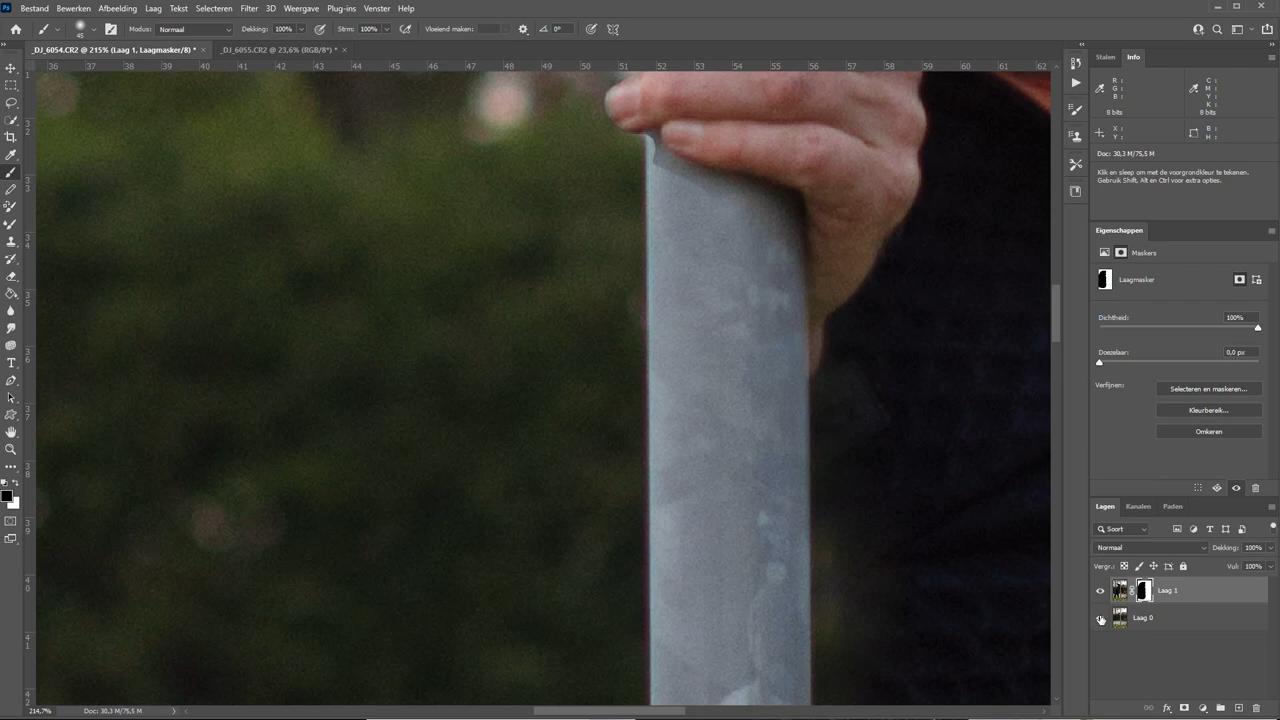 Ps Bestand Bewerken Afbeelding Laag Tekst Selecteren Filter 3D Weergave Plug-ins Venster Help
45 Modus: Normaal Dekking: 100% Strm: 100% Vloeiend maken: 0°
_DJ_6054.CR2 @ 215% (Laag 1, Laagmasker/8) * × _DJ_6055.CR2 @ 23,6% (RGB/8*) * ×
36 37 38 39 40 41 42 43 44 45 46 47 48 49 50 51 52 53 54 55 56 57 58 59 60 61 62
Stalen Info
R : C :
G : M :
B : Y :
K :
8 bits 8 bits
X : B :
Y : H :
Doc: 30,3 M/75,5 M
Klik en sleep om met de voorgrondkleur te tekenen.
Gebruik Shift, Alt en Ctrl voor extra opties.
Eigenschappen
Maskers
Laagmasker
Dichtheid: 100%
Doezelaar: 0,0 px
Verfijnen: Selecteren en maskeren...
Kleurbereik...
Omkeren
Lagen Kanalen Paden
Soort
Normaal Dekking: 100%
Vergr.: Vul: 100%
Laag 1
Laag 0
214,7% Doc: 30,3 M/75,5 M